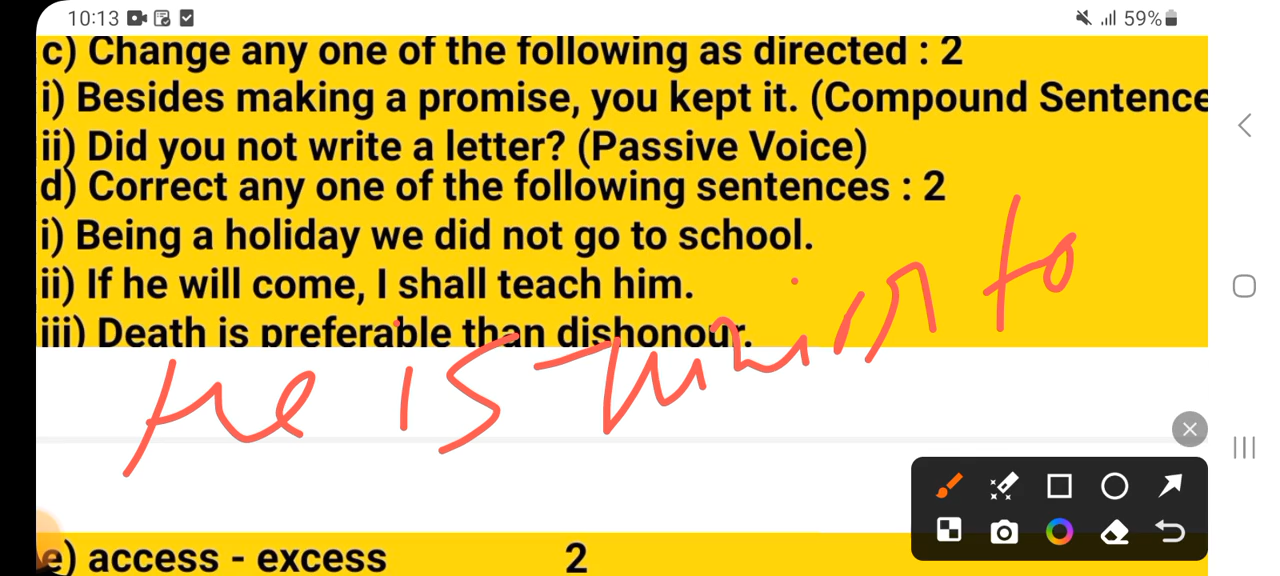 10:13 59%
c) Change any one of the following as directed : 2
i) Besides making a promise, you kept it. (Compound Sentence
ii) Did you not write a letter? (Passive Voice)
d) Correct any one of the following sentences : 2
i) Being a holiday we did not go to school.
ii) If he will come, I shall teach him.
iii) Death is preferable than dishonour.
He is to
e) access - excess 2